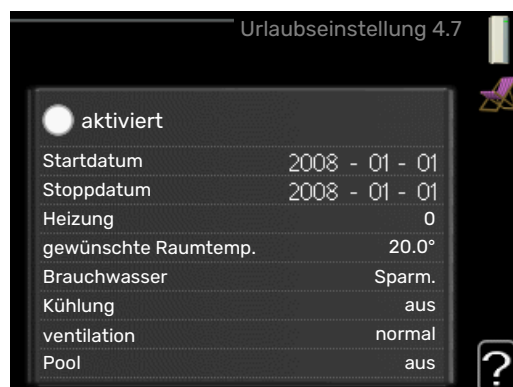 Urlaubseinstellung 4.7
aktiviert
Startdatum 2008 - 01 - 01
Stoppdatum 2008 - 01 - 01
Heizung 0
gewünschte Raumtemp. 20.0°
Brauchwasser Sparm.
Kühlung aus
ventilation normal
Pool aus
?